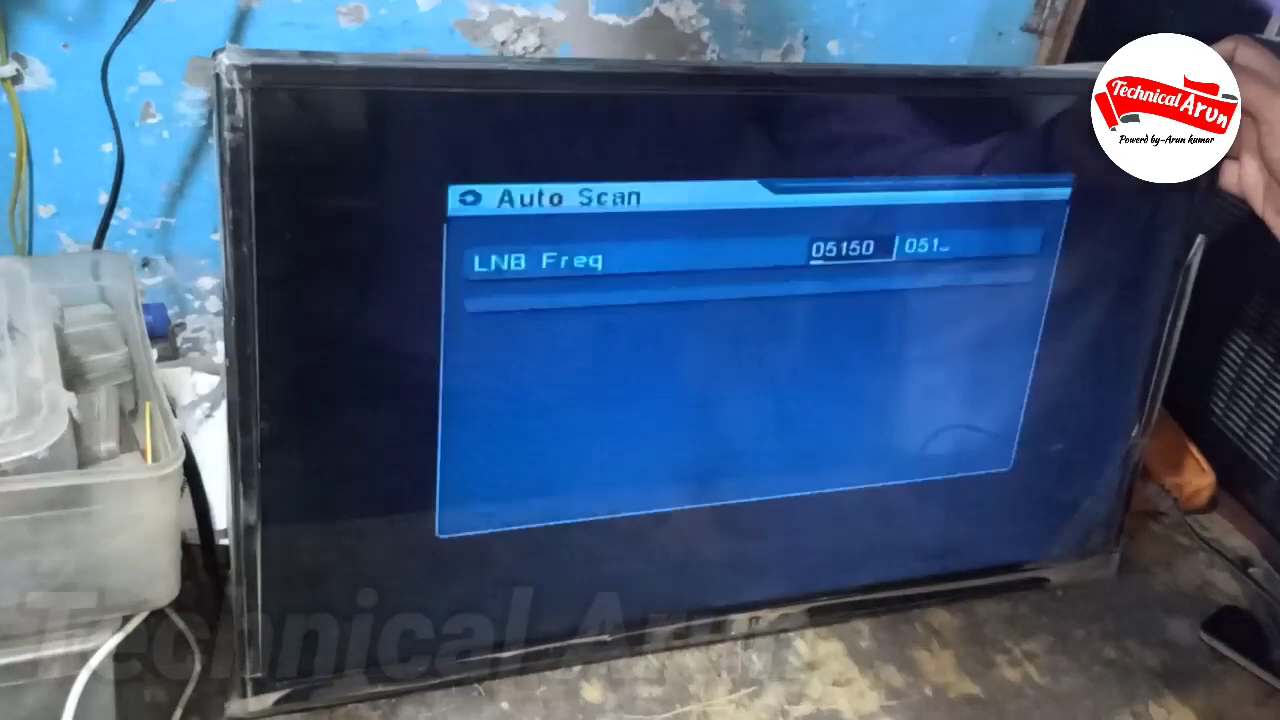 Technical Arun
Powerd by-Arun kumar
Auto Scan
LNB Freq 05150 051_
Technical Arun